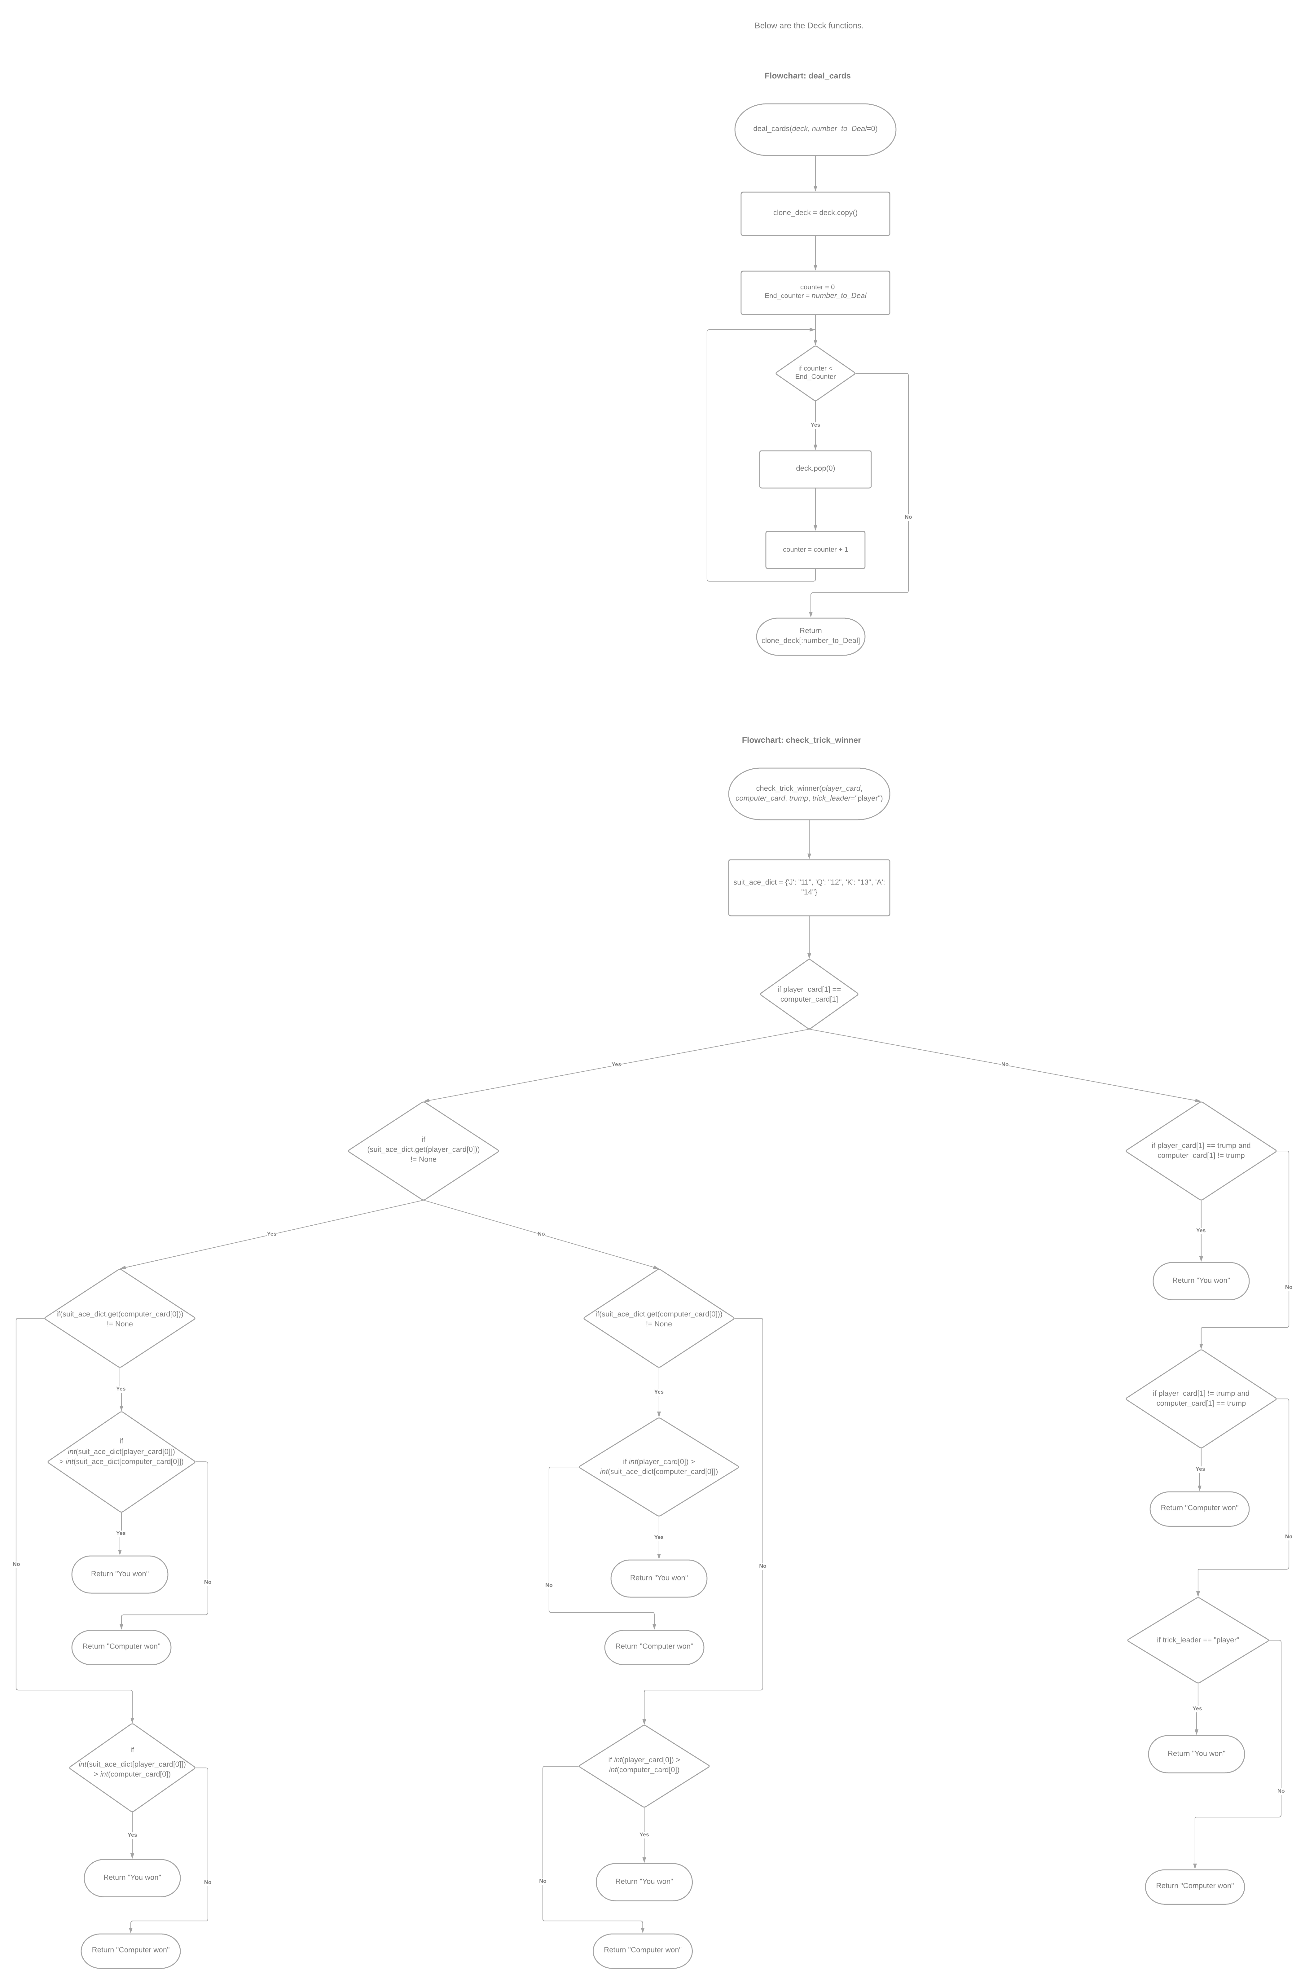 Below are the Deck functions.
Flowchart: deal_cards
deal_cards(deck, number_to_Deal=0)
clone_deck = deck.copy()
counter = 0
End_counter = number_to_Deal
if counter <
End_Counter
Yes
deck.pop(0)
No
counter = counter + 1
Return
clone_deck[:number_to_Deal]
Flowchart: check_trick_winner
check_trick_winner(player_card,
computer_card, trump, trick_leader="player")
suit_ace_dict = {'J': "11", 'Q': "12", 'K': "13", 'A':
"14"}
if player_card[1] ==
computer_card[1]
Yes
No
if
(suit_ace_dict.get(player_card[0]))
!= None
if player_card[1] == trump and
computer_card[1] != trump
Yes
No
Yes
Return "You won"
No
if(suit_ace_dict.get(computer_card[0]))
!= None
if(suit_ace_dict.get(computer_card[0]))
!= None
Yes
Yes
if player_card[1] != trump and
computer_card[1] == trump
if
int(suit_ace_dict[player_card[0]])
> int(suit_ace_dict[computer_card[0]])
if int(player_card[0]) >
int(suit_ace_dict[computer_card[0]])
Yes
Return "Computer won"
Yes
Yes
No
No
No
Return "You won"
Return "You won"
No
No
No
Return "Computer won"
Return "Computer won"
if trick_leader == "player"
Yes
if
int(suit_ace_dict[player_card[0]])
> int(computer_card[0])
if int(player_card[0]) >
int(computer_card[0])
Return "You won"
No
Yes
Yes
Return "You won"
Return "You won"
No
No
Return "Computer won"
Return "Computer won"
Return "Computer won'